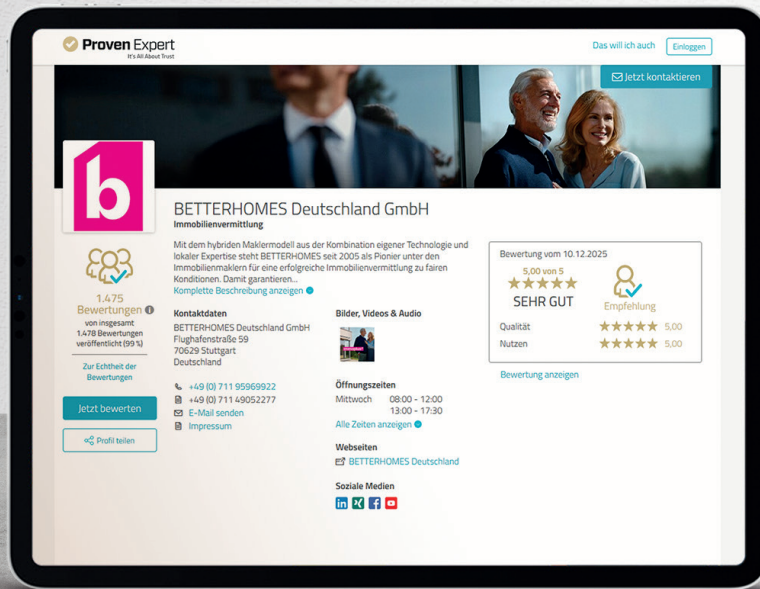 Proven Expert
It's All About Trust
Das will ich auch
Einloggen
Jetzt kontaktieren
b
BETTERHOMES Deutschland GmbH
Immobilienvermittlung
Mit dem hybriden Maklermodell aus der Kombination eigener Technologie und
lokaler Expertise steht BETTERHOMES seit 2005 als Pionier unter den
Immobilienmaklern für eine erfolgreiche Immobilienvermittlung zu fairen
Konditionen. Damit garantieren...
Komplette Beschreibung anzeigen
1.475
Bewertungen
von insgesamt
1.478 Bewertungen
veröffentlicht (99 %)
Zur Echtheit der
Bewertungen
Jetzt bewerten
Profil teilen
Kontaktdaten
BETTERHOMES Deutschland GmbH
Flughafenstraße 59
70629 Stuttgart
Deutschland
+49 (0) 711 95969922
+49 (0) 711 49052277
E-Mail senden
Impressum
Bilder, Videos & Audio
Öffnungszeiten
Mittwoch 08:00 - 12:00
13:00 - 17:30
Alle Zeiten anzeigen
Webseiten
BETTERHOMES Deutschland
Soziale Medien
Bewertung vom 10.12.2025
5,00 von 5
SEHR GUT
Empfehlung
Qualität 5,00
Nutzen 5,00
Bewertung anzeigen